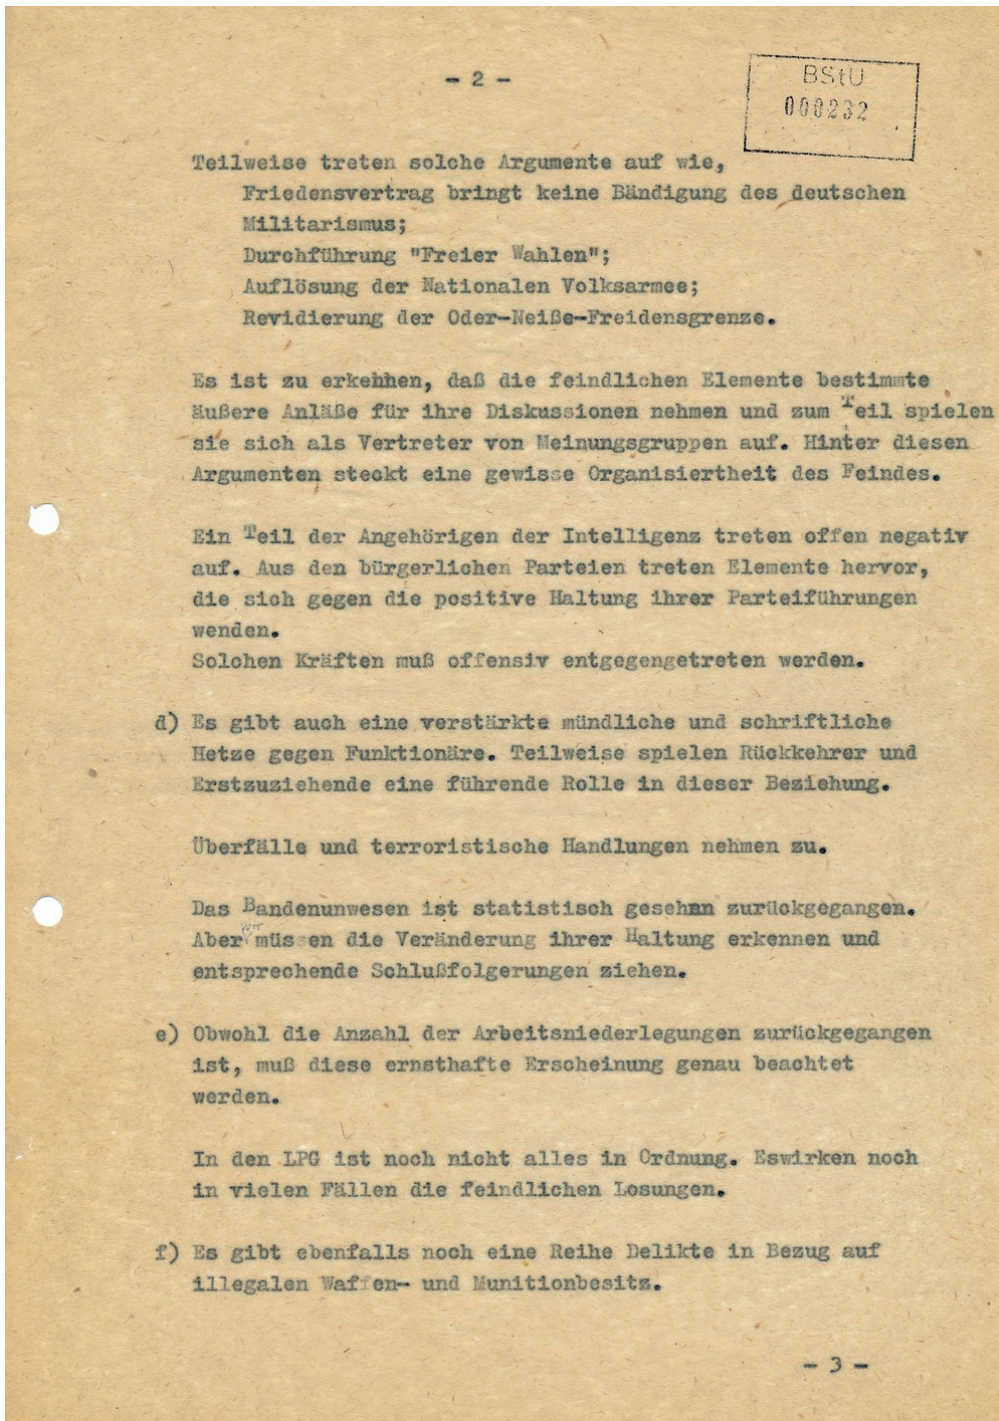 - 2 -
BStU
000232
Teilweise treten solche Argumente auf wie,
Friedensvertrag bringt keine Bändigung des deutschen
Militarismus;
Durchführung "Freier Wahlen";
Auflösung der Nationalen Volksarmee;
Revidierung der Oder-Neiße-Freidensgrenze.
Es ist zu erkehhen, daß die feindlichen Elemente bestimmte
äußere Anläße für ihre Diskussionen nehmen und zum Teil spielen
sie sich als Vertreter von Meinungsgruppen auf. Hinter diesen
Argumenten steckt eine gewisse Organisiertheit des Feindes.
Ein Teil der Angehörigen der Intelligenz treten offen negativ
auf. Aus den bürgerlichen Parteien treten Elemente hervor,
die sich gegen die positive Haltung ihrer Parteiführungen
wenden.
Solchen Kräften muß offensiv entgegengetreten werden.
d) Es gibt auch eine verstärkte mündliche und schriftliche
Hetze gegen Funktionäre. Teilweise spielen Rückkehrer und
Erstzuziehende eine führende Rolle in dieser Beziehung.
Überfälle und terroristische Handlungen nehmen zu.
Das Bandenunwesen ist statistisch gesehnn zurückgegangen.
Aber wir müssen die Veränderung ihrer Haltung erkennen und
entsprechende Schlußfolgerungen ziehen.
e) Obwohl die Anzahl der Arbeitsniederlegungen zurückgegangen
ist, muß diese ernsthafte Erscheinung genau beachtet
werden.
In den LPG ist noch nicht alles in Ordnung. Eswirken noch
in vielen Fällen die feindlichen Losungen.
f) Es gibt ebenfalls noch eine Reihe Delikte in Bezug auf
illegalen Waffen- und Munitionbesitz.
- 3 -